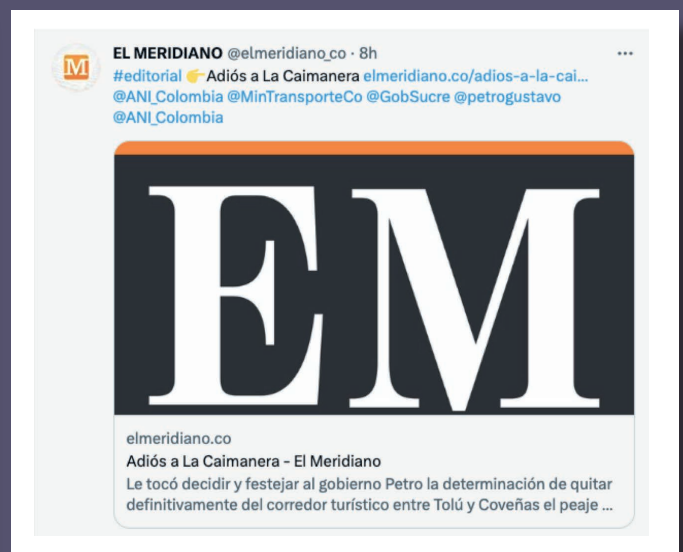 EL MERIDIANO @elmeridiano_co · 8h
#editorial 👉Adiós a La Caimanera elmeridiano.co/adios-a-la-cai...
@ANI_Colombia @MinTransporteCo @GobSucre @petrogustavo
@ANI_Colombia
M
EM
elmeridiano.co
Adiós a La Caimanera - El Meridiano
Le tocó decidir y festejar al gobierno Petro la determinación de quitar
definitivamente del corredor turístico entre Tolú y Coveñas el peaje ...